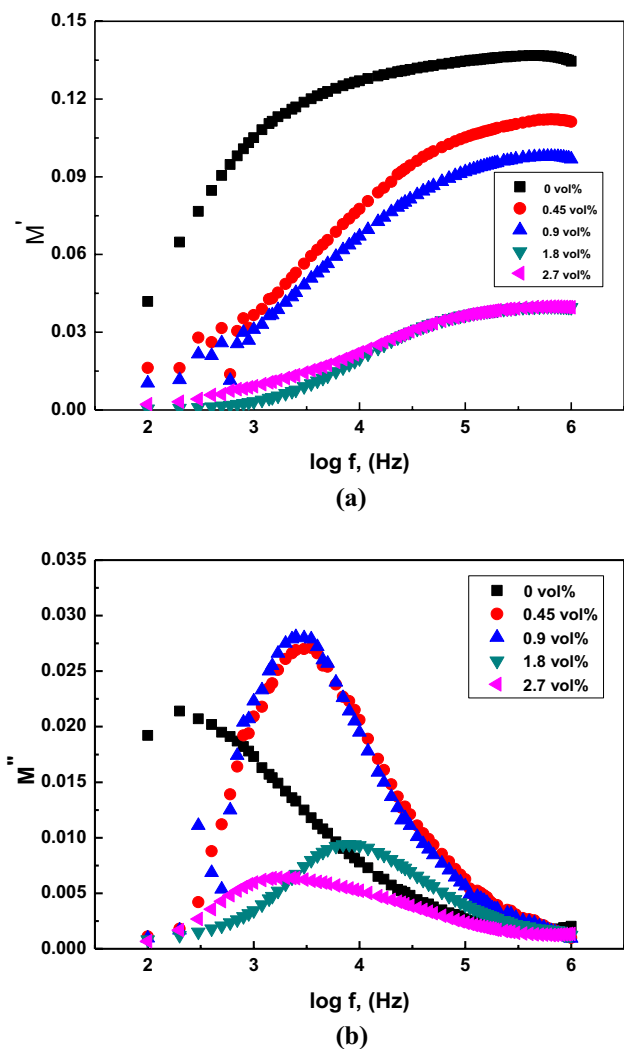 0.15
0.12
0.09
0.06
0.03
0.00
M'
0 vol%
0.45 vol%
0.9 vol%
1.8 vol%
2.7 vol%
2 3 4 5 6
log f, (Hz)
(a)
0.035
0.030
0.025
0.020
0.015
0.010
0.005
0.000
M"
0 vol%
0.45 vol%
0.9 vol%
1.8 vol%
2.7 vol%
2 3 4 5 6
log f, (Hz)
(b)